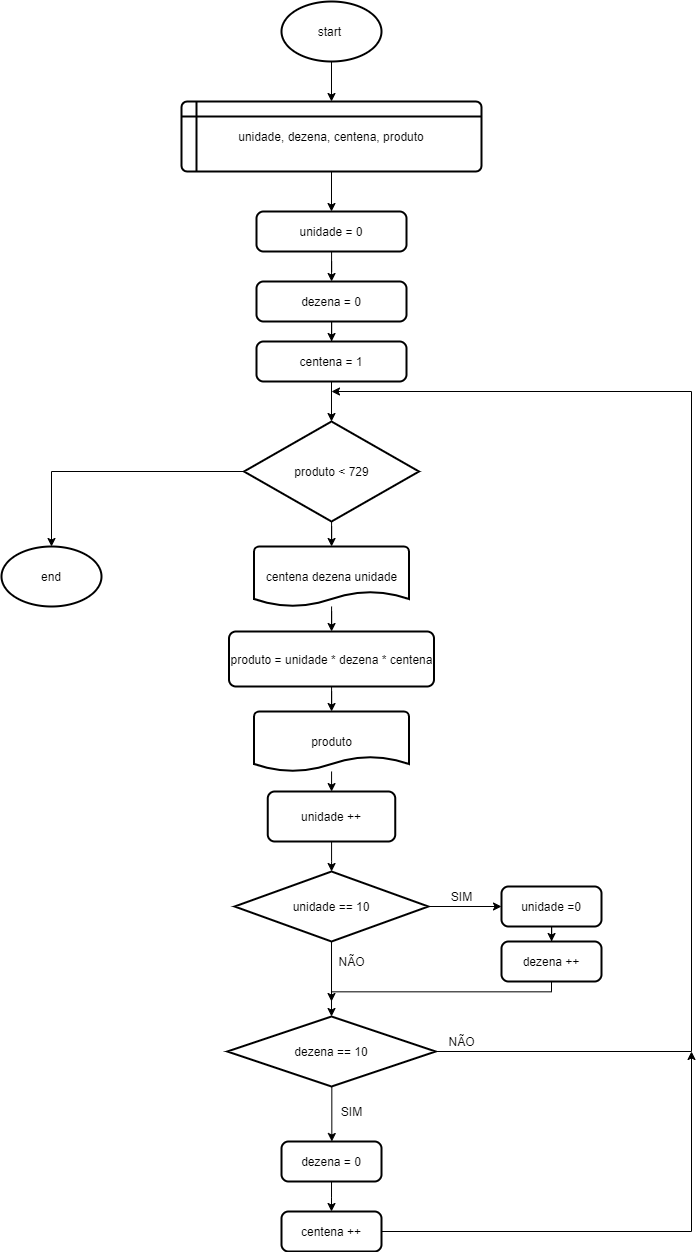 start
unidade, dezena, centena, produto
unidade = 0
dezena = 0
centena = 1
produto < 729
end
centena dezena unidade
produto = unidade * dezena * centena
produto
unidade ++
unidade == 10
SIM
unidade =0
dezena ++
NÃO
dezena == 10
NÃO
SIM
dezena = 0
centena ++